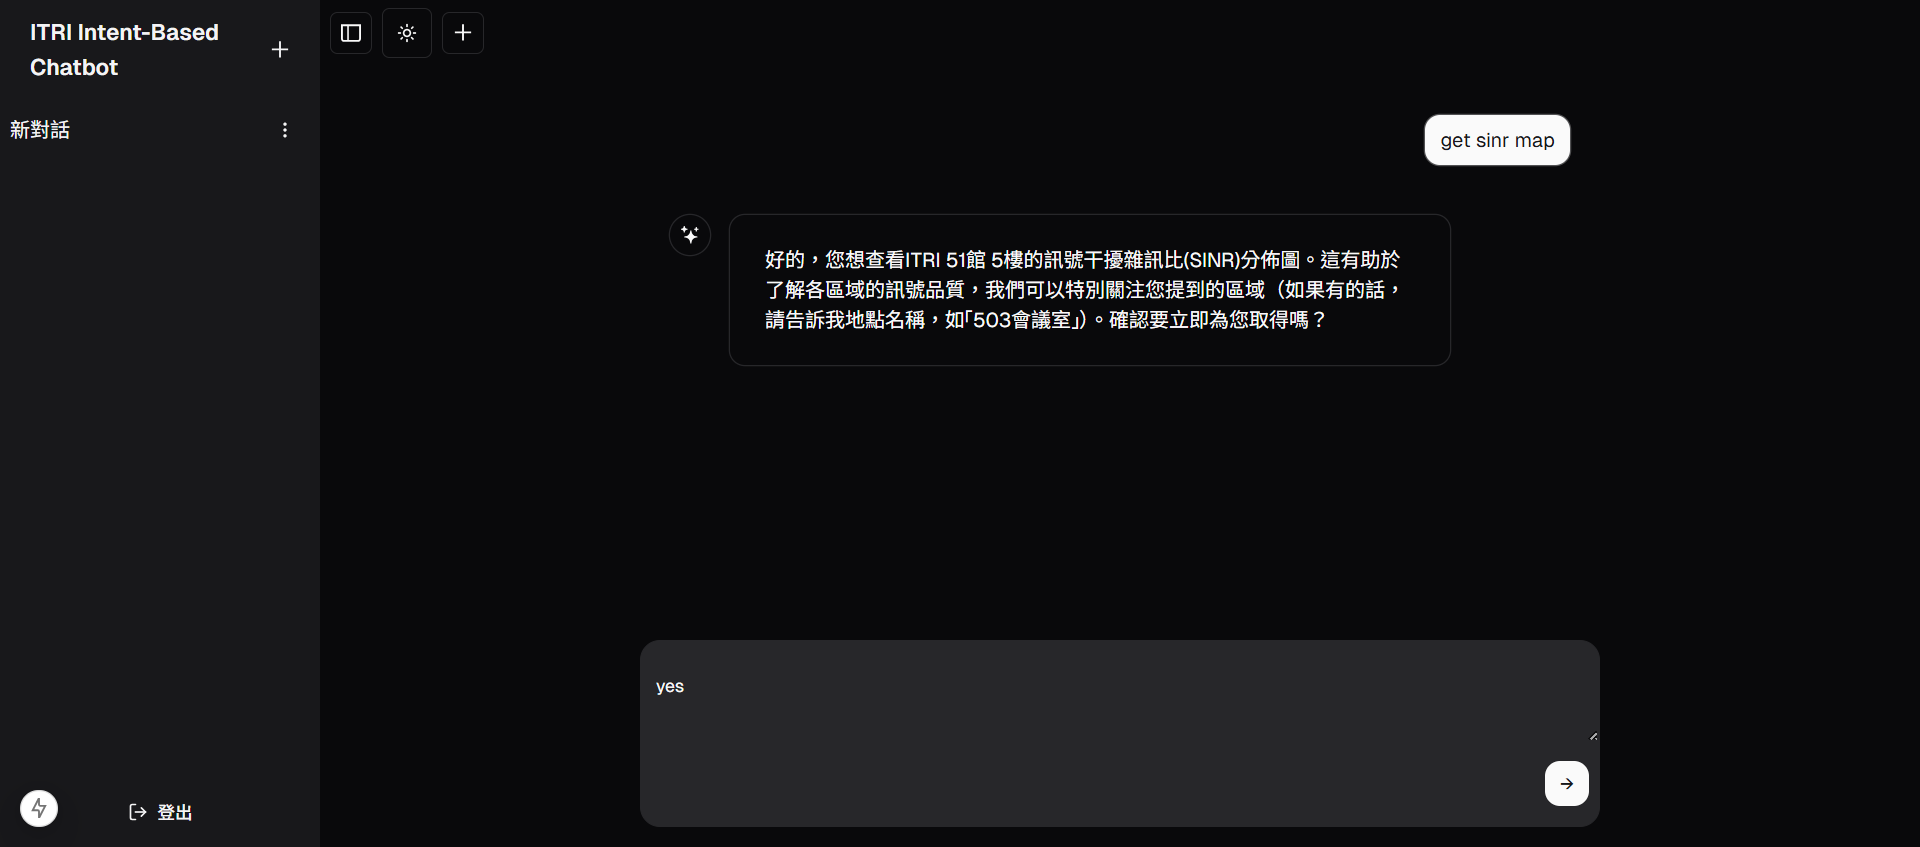 ITRI Intent-Based
Chatbot
新對話
get sinr map
好的，您想查看ITRI 51館 5樓的訊號干擾雜訊比(SINR)分佈圖。這有助於
了解各區域的訊號品質，我們可以特別關注您提到的區域（如果有的話，
請告訴我地點名稱，如「503會議室」）。確認要立即為您取得嗎？
yes
登出